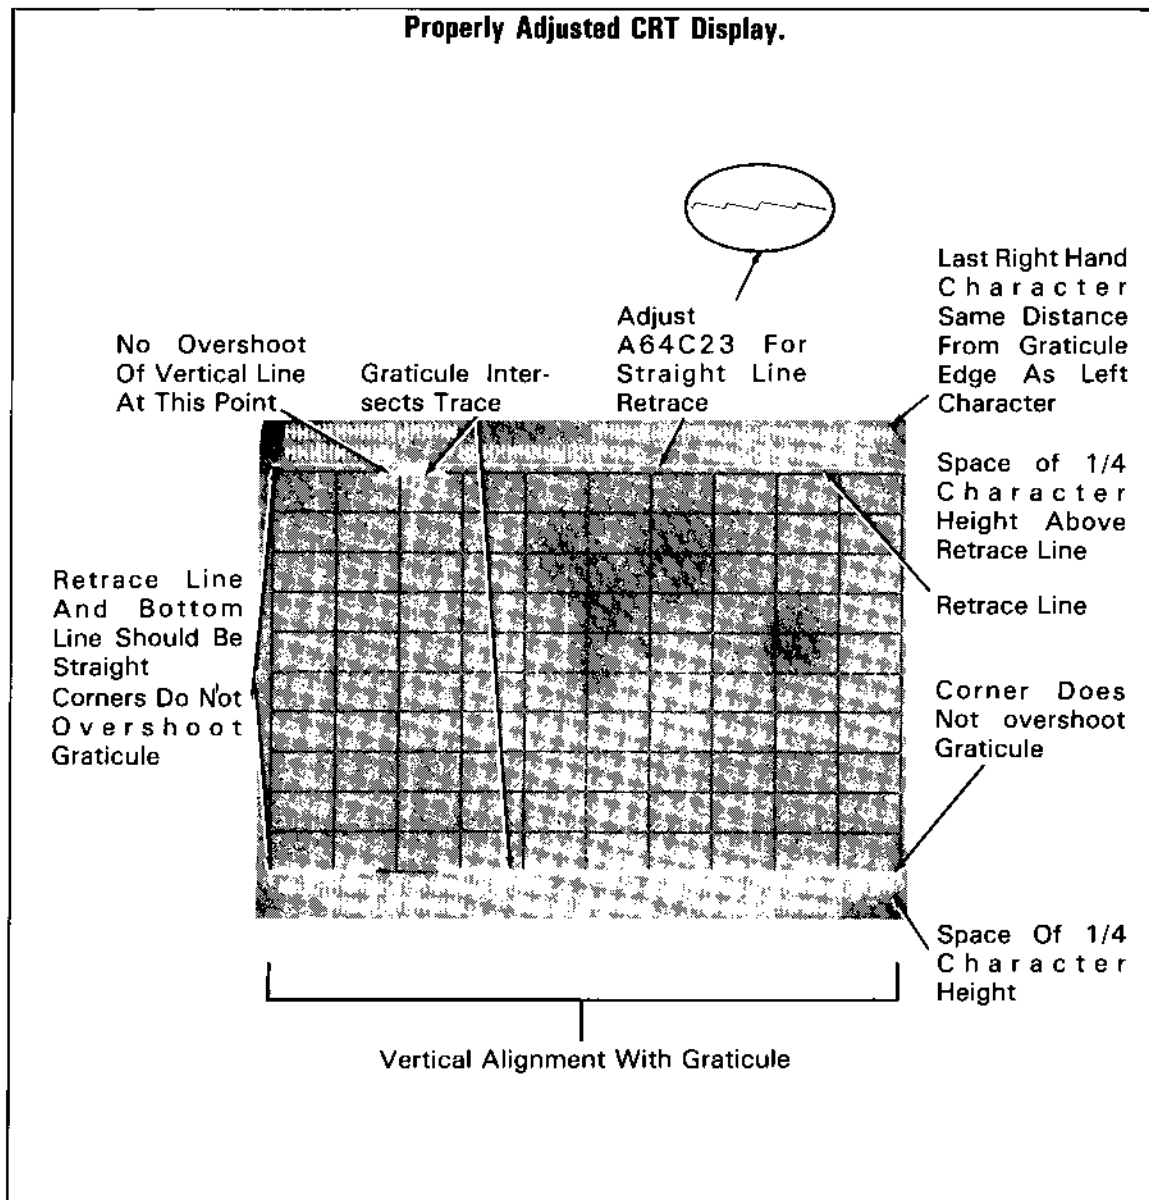 Properly Adjusted CRT Display.
Last Right Hand
Character
Same Distance
From Graticule
Edge As Left
Character
Adjust
A64C23 For
Straight Line
Retrace
No Overshoot
Of Vertical Line
At This Point
Graticule Inter-
sects Trace
Space of 1/4
Character
Height Above
Retrace Line
Retrace Line
Retrace Line
And Bottom
Line Should Be
Straight
Corners Do Not
Overshoot
Graticule
Corner Does
Not overshoot
Graticule
Space Of 1/4
Character
Height
Vertical Alignment With Graticule